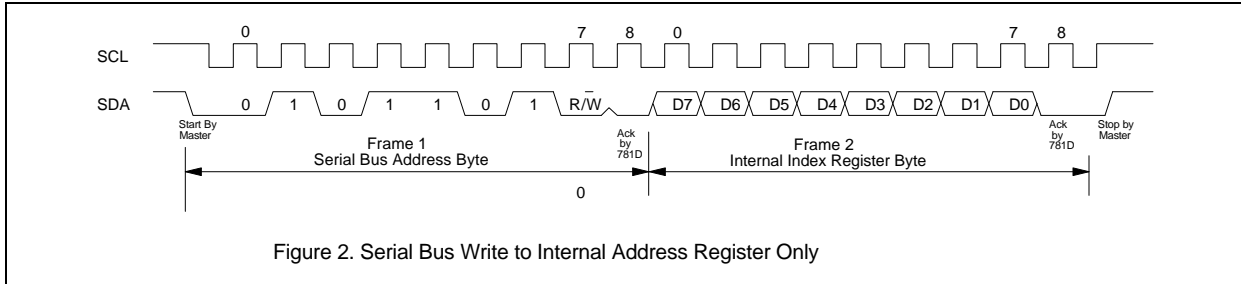 0 7 8 0 7 8
SCL
SDA 0 1 0 1 1 0 1 R/W D7 D6 D5 D4 D3 D2 D1 D0
Start By
Master
Ack
by
781D
Ack
by
781D
Stop by
Master
Frame 1
Serial Bus Address Byte
Frame 2
Internal Index Register Byte
0
Figure 2. Serial Bus Write to Internal Address Register Only